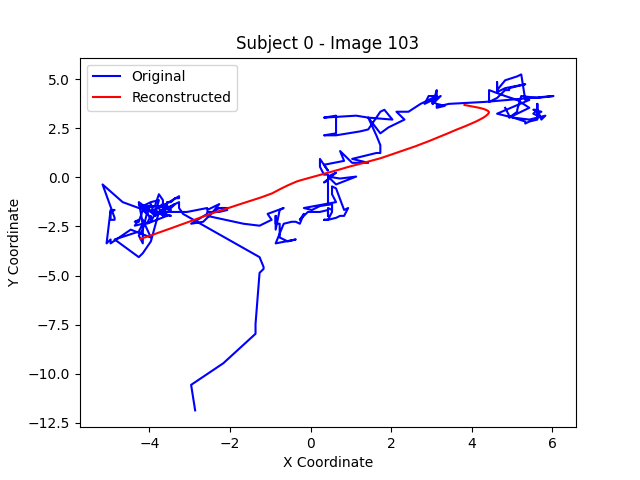 Subject 0 - Image 103
Original
Reconstructed
5.0
2.5
0.0
−2.5
−5.0
−7.5
−10.0
−12.5
Y Coordinate
−4 −2 0 2 4 6
X Coordinate